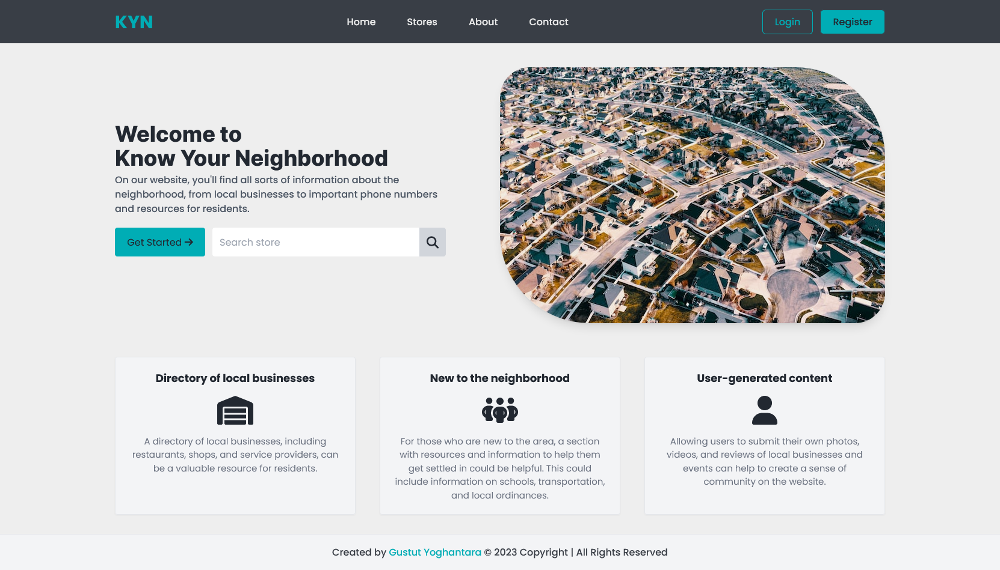 KYN
Home
Stores
About
Contact
Login
Register
Welcome to
Know Your Neighborhood
On our website, you'll find all sorts of information about the
neighborhood, from local businesses to important phone numbers
and resources for residents.
Get Started
Search store
Directory of local businesses
A directory of local businesses, including
restaurants, shops, and service providers, can
be a valuable resource for residents.
New to the neighborhood
For those who are new to the area, a section
with resources and information to help them
get settled in could be helpful. This could
include information on schools, transportation,
and local ordinances.
User-generated content
Allowing users to submit their own photos,
videos, and reviews of local businesses and
events can help to create a sense of
community on the website.
Created by Gustut Yoghantara © 2023 Copyright | All Rights Reserved